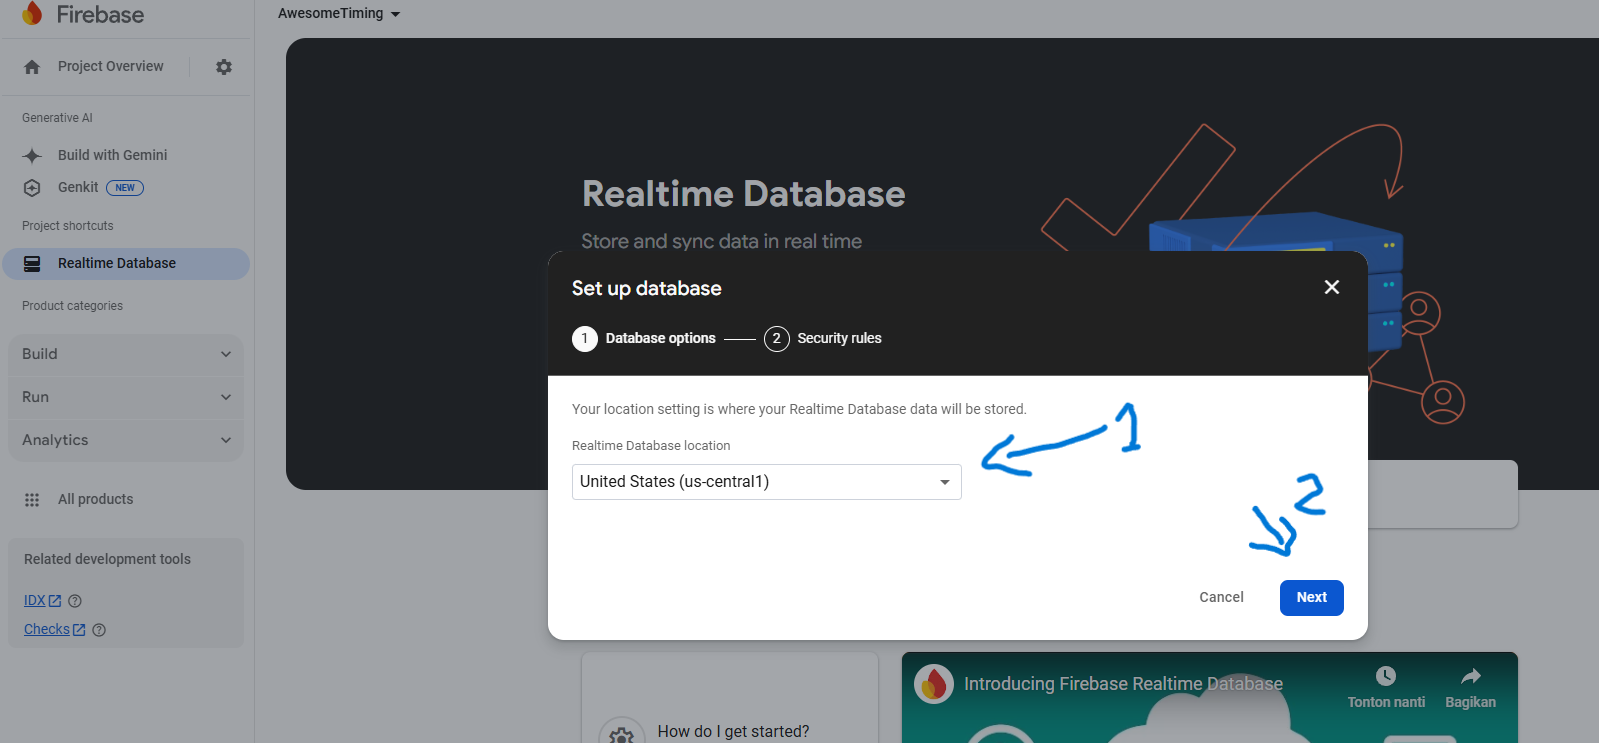 Firebase
AwesomeTiming
Project Overview
Generative AI
Build with Gemini
Genkit NEW
Project shortcuts
Realtime Database
Product categories
Build
Run
Analytics
All products
Related development tools
IDX
Checks
Realtime Database
Store and sync data in real time
Set up database
1 Database options 2 Security rules
Your location setting is where your Realtime Database data will be stored.
1
Realtime Database location
United States (us-central1)
2
Cancel Next
How do I get started?
Introducing Firebase Realtime Database
Tonton nanti Bagikan